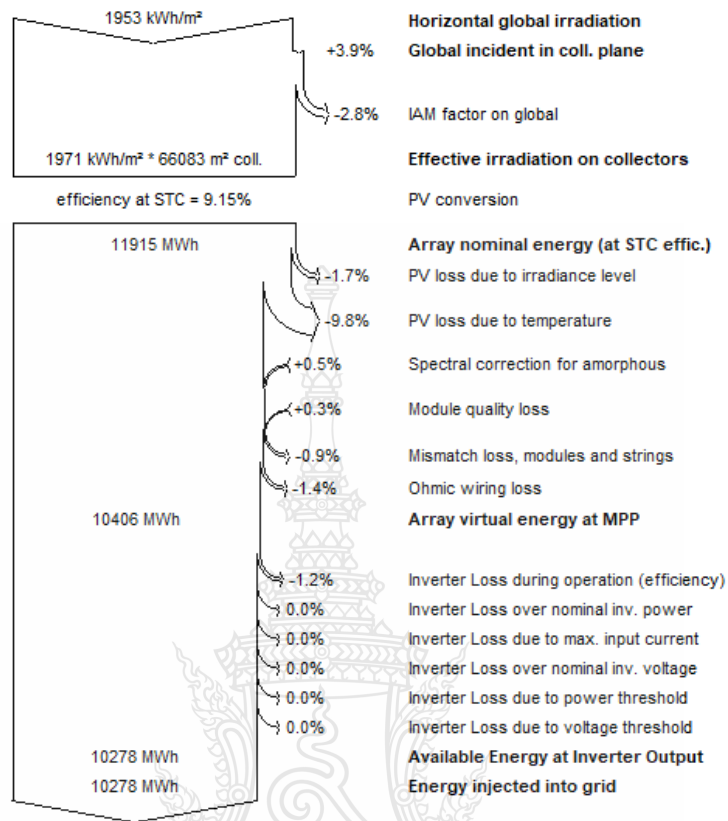 1953 kWh/m² Horizontal global irradiation
+3.9% Global incident in coll. plane
-2.8% IAM factor on global
1971 kWh/m² * 66083 m² coll. Effective irradiation on collectors
efficiency at STC = 9.15% PV conversion
11915 MWh Array nominal energy (at STC effic.)
-1.7% PV loss due to irradiance level
-9.8% PV loss due to temperature
+0.5% Spectral correction for amorphous
+0.3% Module quality loss
-0.9% Mismatch loss, modules and strings
-1.4% Ohmic wiring loss
10406 MWh Array virtual energy at MPP
-1.2% Inverter Loss during operation (efficiency)
0.0% Inverter Loss over nominal inv. power
0.0% Inverter Loss due to max. input current
0.0% Inverter Loss over nominal inv. voltage
0.0% Inverter Loss due to power threshold
0.0% Inverter Loss due to voltage threshold
10278 MWh Available Energy at Inverter Output
10278 MWh Energy injected into grid